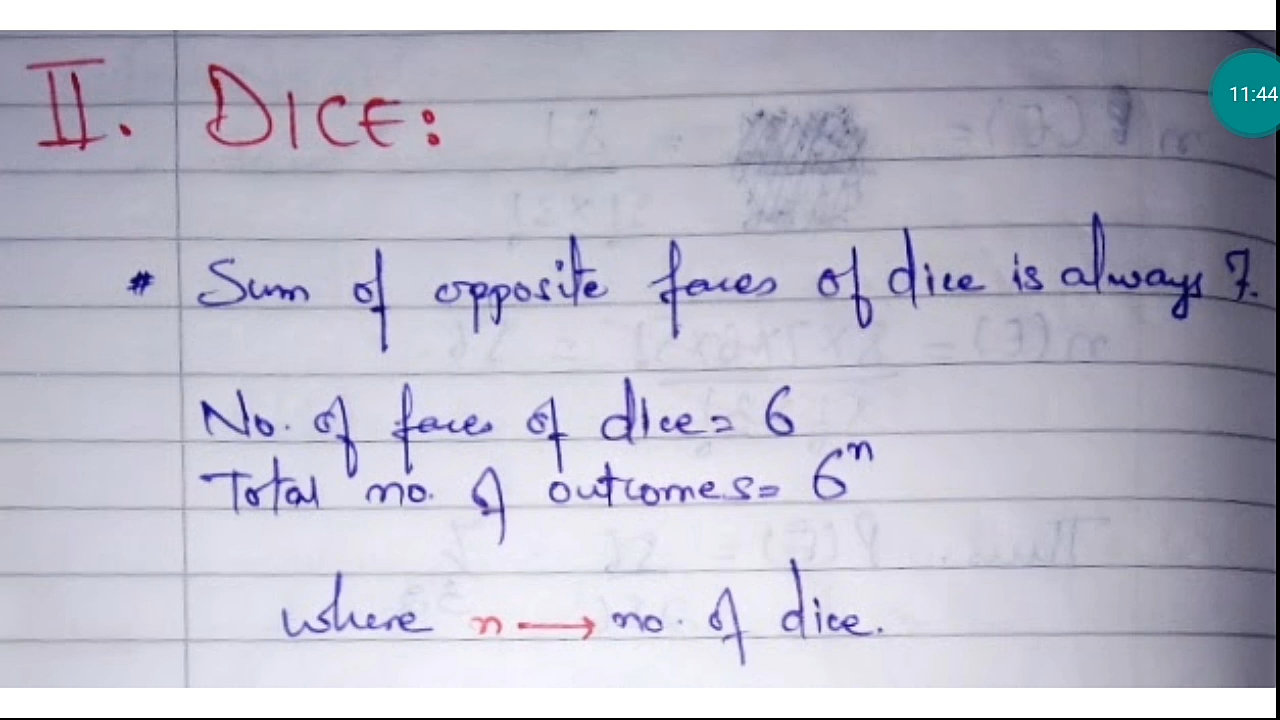 II. DICE:
11:44
# Sum of opposite faces of dice is always 7.
No. of faces of dice = 6
Total no. of outcomes = 6ⁿ
where n → no. of dice.